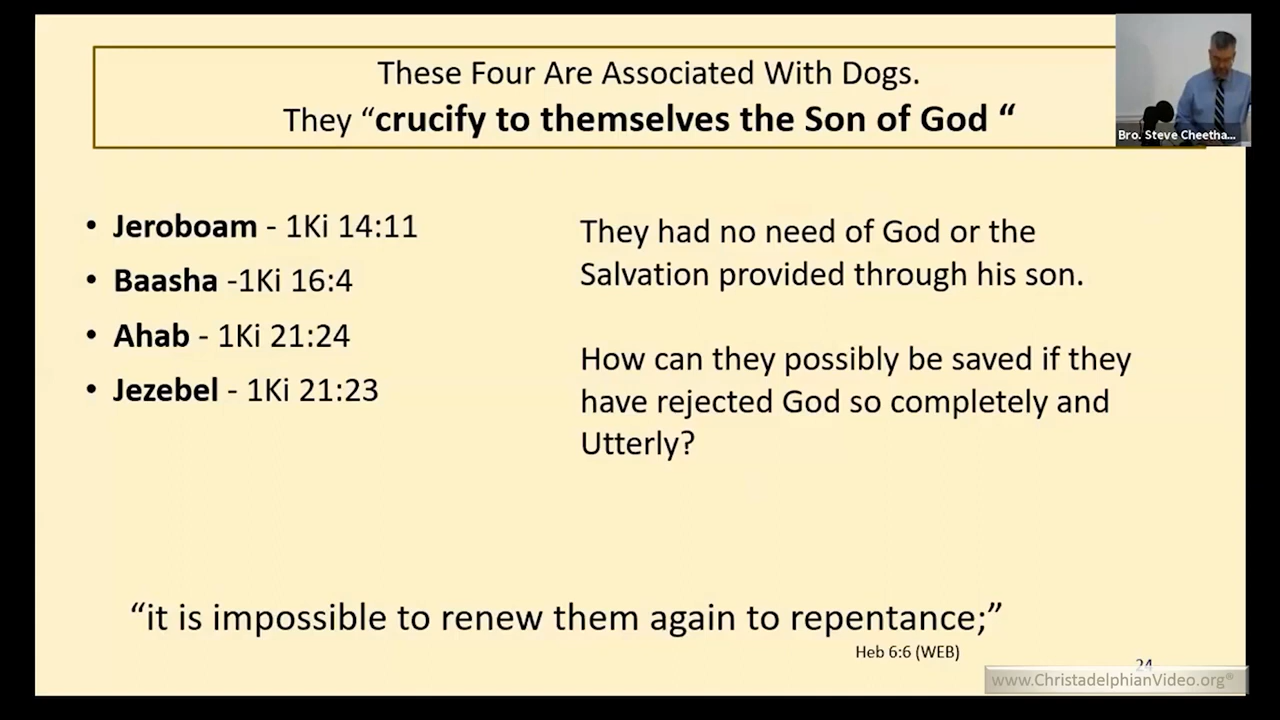 These Four Are Associated With Dogs.
They “crucify to themselves the Son of God “
Bro. Steve Cheetha...
• Jeroboam - 1Ki 14:11
• Baasha -1Ki 16:4
• Ahab - 1Ki 21:24
• Jezebel - 1Ki 21:23
They had no need of God or the
Salvation provided through his son.
How can they possibly be saved if they
have rejected God so completely and
Utterly?
“it is impossible to renew them again to repentance;”
Heb 6:6 (WEB)
24
www.ChristadelphianVideo.org®